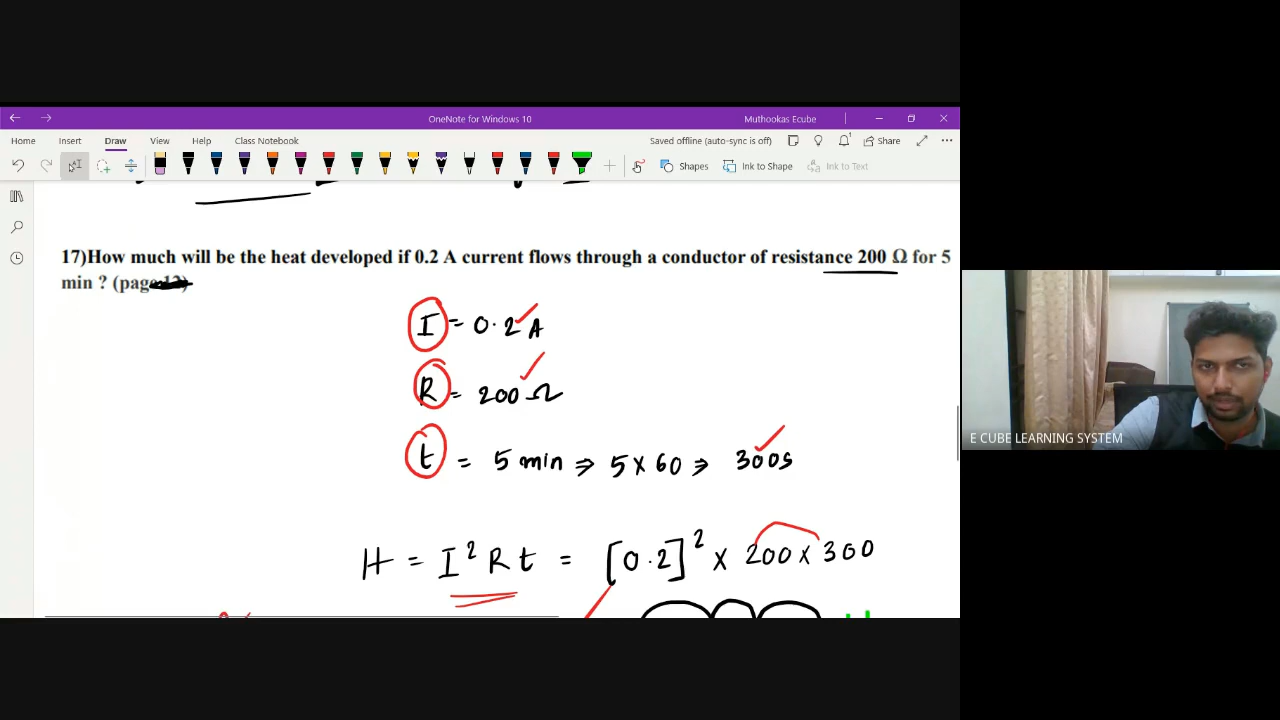 OneNote for Windows 10
Muthookas Ecube
Home Insert Draw View Help Class Notebook
Saved offline (auto-sync is off)
1
Share
Shapes
Ink to Shape
Ink to Text
17)How much will be the heat developed if 0.2 A current flows through a conductor of resistance 200 Ω for 5
min ? (page
I = 0.2 A
R = 200 Ω
t = 5 min ⇒ 5 × 60 ⇒ 300s
H = I² R t = [0.2]² × 200 × 300
E CUBE LEARNING SYSTEM